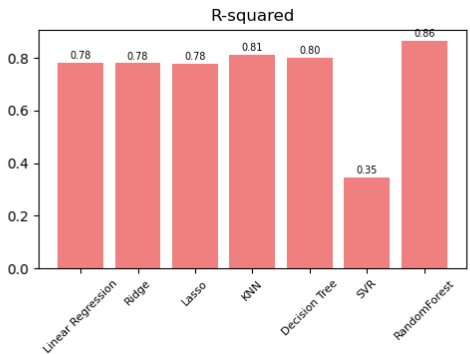 R-squared
0.78
0.78
0.78
0.81
0.80
0.35
0.86
0.8
0.6
0.4
0.2
0.0
Linear Regression
Ridge
Lasso
KNN
Decision Tree
SVR
RandomForest